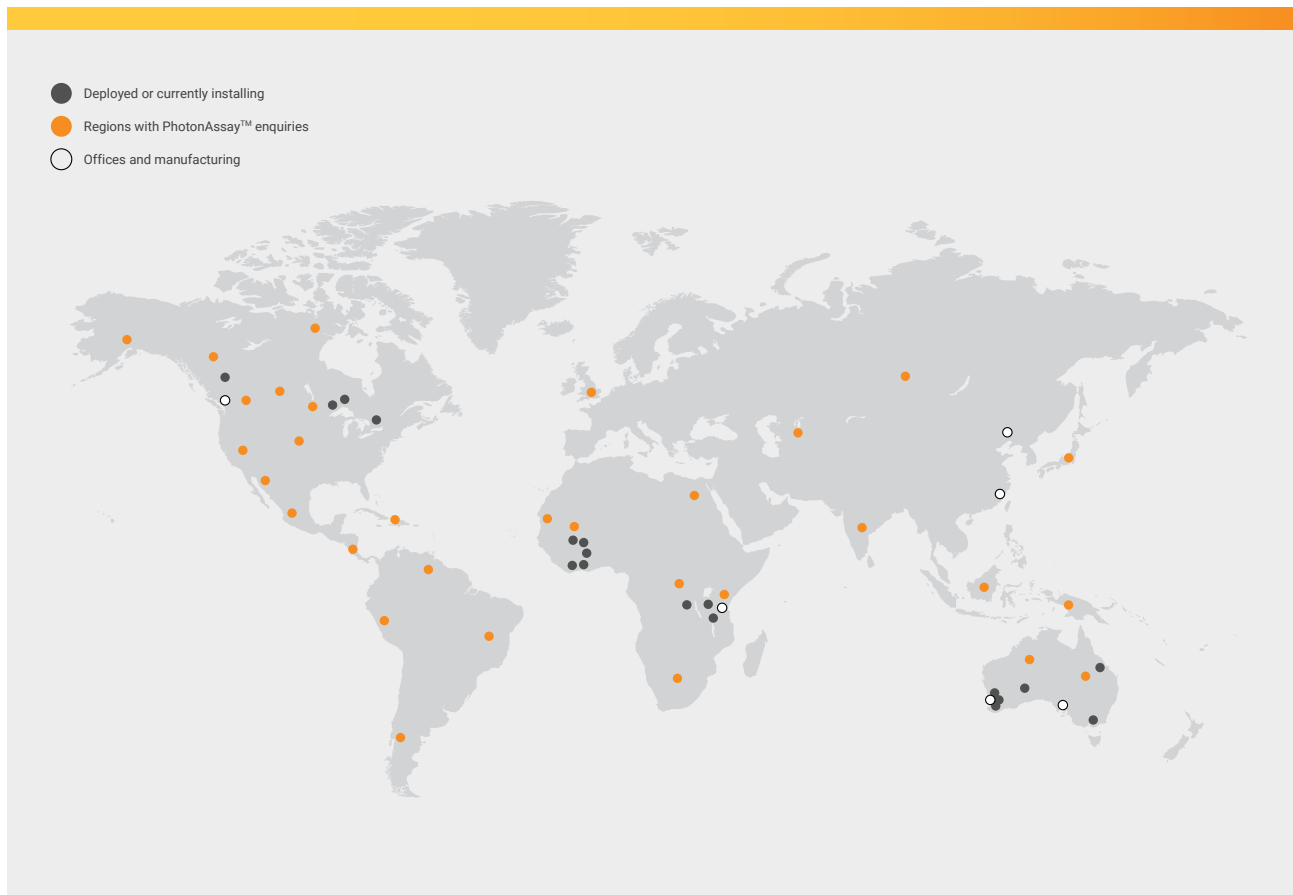 Deployed or currently installing
Regions with PhotonAssay™ enquiries
Offices and manufacturing